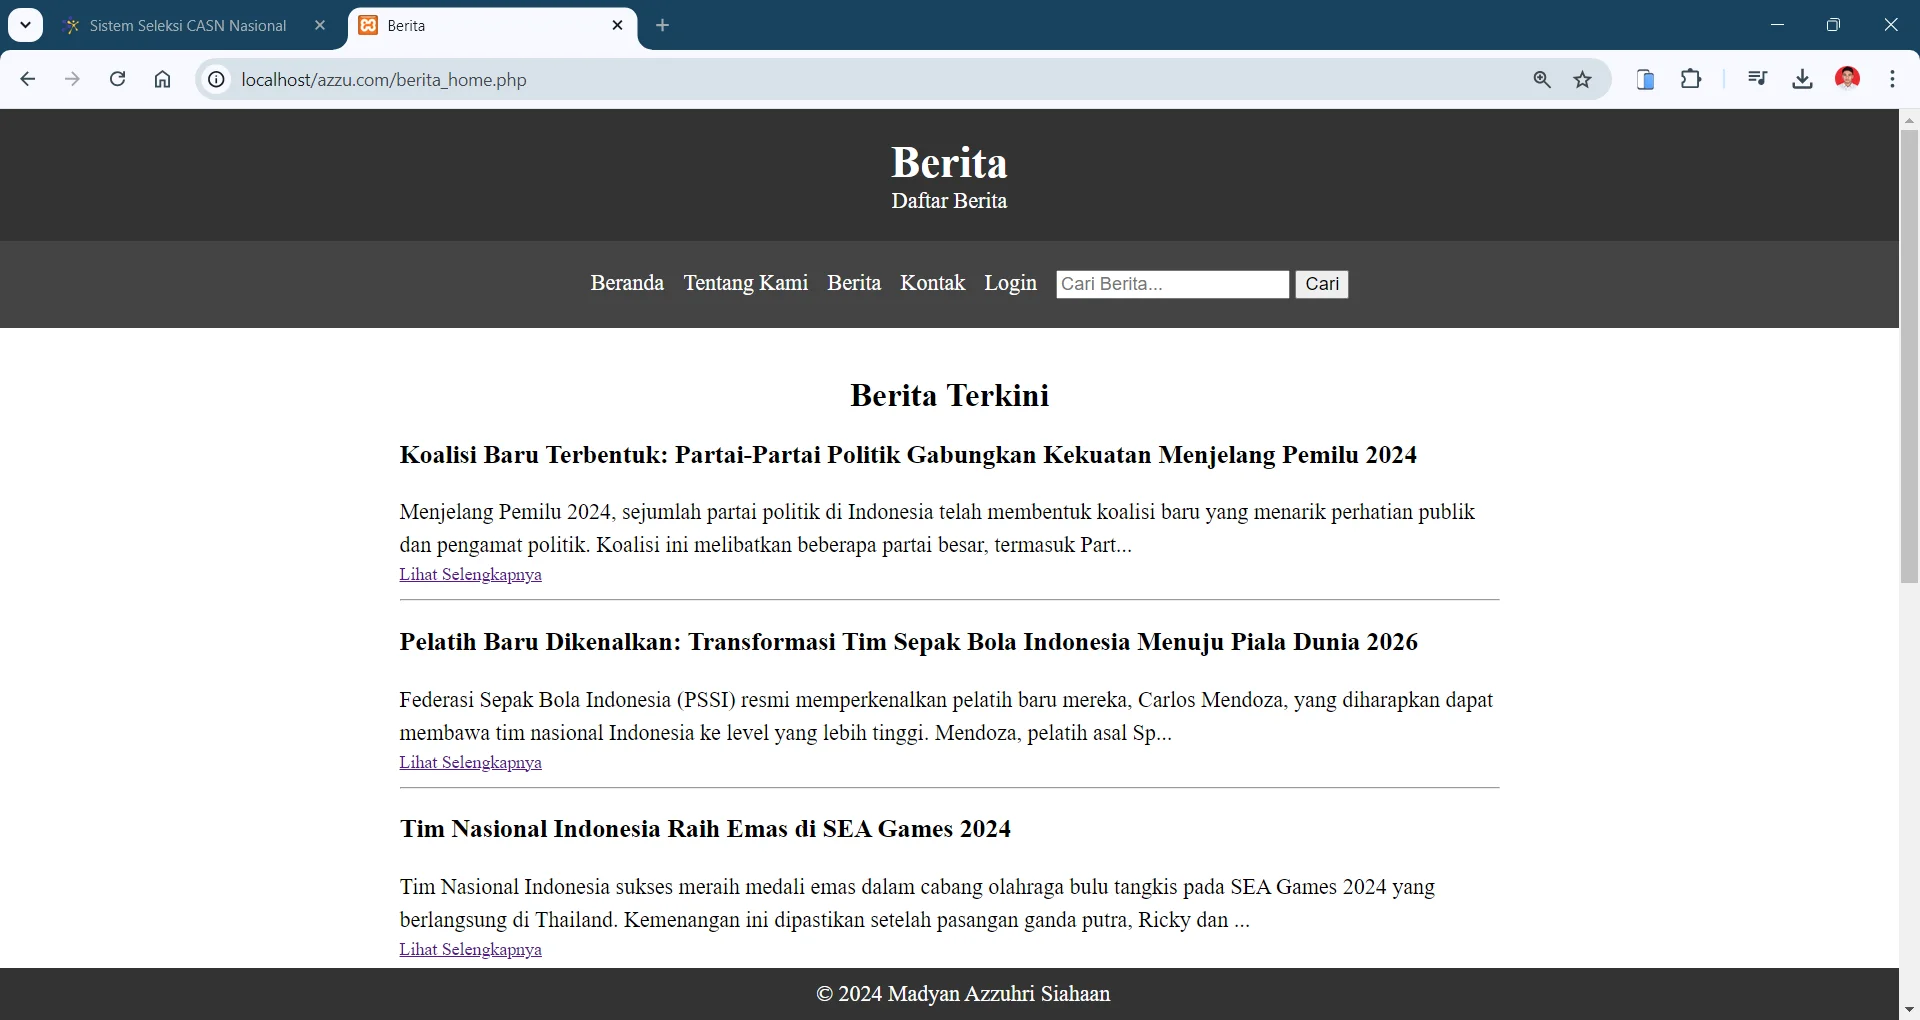 Sistem Seleksi CASN Nasional
Berita
localhost/azzu.com/berita_home.php
Berita
Daftar Berita
Beranda Tentang Kami Berita Kontak Login Cari Berita... Cari
Berita Terkini
Koalisi Baru Terbentuk: Partai-Partai Politik Gabungkan Kekuatan Menjelang Pemilu 2024
Menjelang Pemilu 2024, sejumlah partai politik di Indonesia telah membentuk koalisi baru yang menarik perhatian publik
dan pengamat politik. Koalisi ini melibatkan beberapa partai besar, termasuk Part...
Lihat Selengkapnya
Pelatih Baru Dikenalkan: Transformasi Tim Sepak Bola Indonesia Menuju Piala Dunia 2026
Federasi Sepak Bola Indonesia (PSSI) resmi memperkenalkan pelatih baru mereka, Carlos Mendoza, yang diharapkan dapat
membawa tim nasional Indonesia ke level yang lebih tinggi. Mendoza, pelatih asal Sp...
Lihat Selengkapnya
Tim Nasional Indonesia Raih Emas di SEA Games 2024
Tim Nasional Indonesia sukses meraih medali emas dalam cabang olahraga bulu tangkis pada SEA Games 2024 yang
berlangsung di Thailand. Kemenangan ini dipastikan setelah pasangan ganda putra, Ricky dan ...
Lihat Selengkapnya
© 2024 Madyan Azzuhri Siahaan